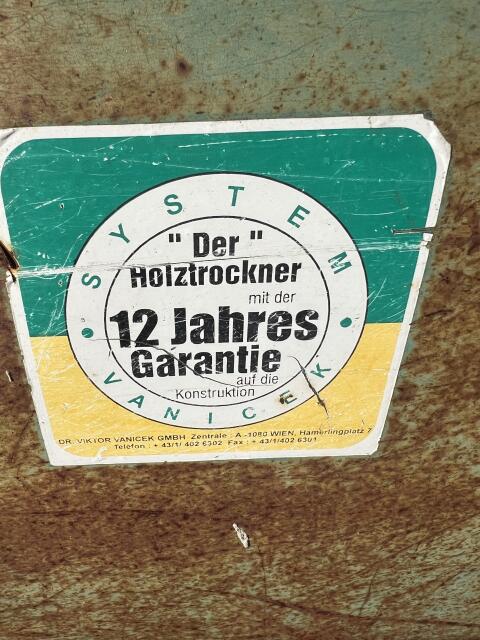 SYSTEM
" Der "
Holztrockner
mit der
12 Jahres
Garantie
auf die
Konstruktion
VANICEK
DR. VIKTOR VANICEK GMBH Zentrale : A -1080 WIEN, Hamerlingplatz 7
Telefon : + 43/1/ 402 6302 Fax : + 43/1/402 6301